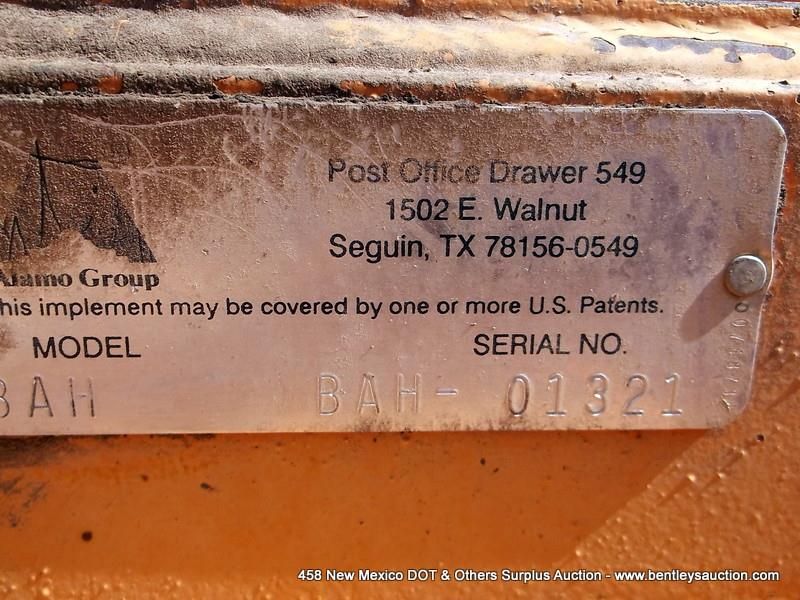 Post Office Drawer 549
1502 E. Walnut
Seguin, TX 78156-0549
Alamo Group
his implement may be covered by one or more U.S. Patents.
MODEL SERIAL NO.
BAH BAH- 01321
458 New Mexico DOT & Others Surplus Auction - www.bentleysauction.com